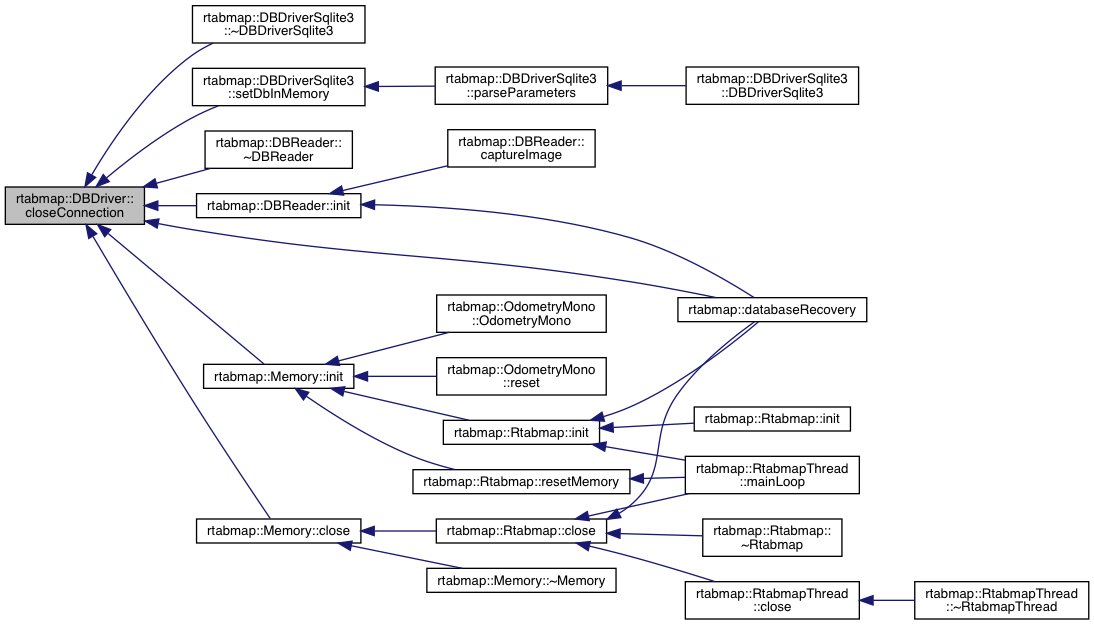 rtabmap::DBDriverSqlite3
::~DBDriverSqlite3
rtabmap::DBDriverSqlite3
::setDbInMemory
rtabmap::DBDriverSqlite3
::parseParameters
rtabmap::DBDriverSqlite3
::DBDriverSqlite3
rtabmap::DBReader::
~DBReader
rtabmap::DBReader::
captureImage
rtabmap::DBDriver::
closeConnection
rtabmap::DBReader::init
rtabmap::databaseRecovery
rtabmap::OdometryMono
::OdometryMono
rtabmap::Memory::init
rtabmap::OdometryMono
::reset
rtabmap::Rtabmap::init
rtabmap::Rtabmap::init
rtabmap::Rtabmap::resetMemory
rtabmap::RtabmapThread
::mainLoop
rtabmap::Memory::close
rtabmap::Rtabmap::close
rtabmap::Rtabmap::
~Rtabmap
rtabmap::Memory::~Memory
rtabmap::RtabmapThread
::close
rtabmap::RtabmapThread
::~RtabmapThread